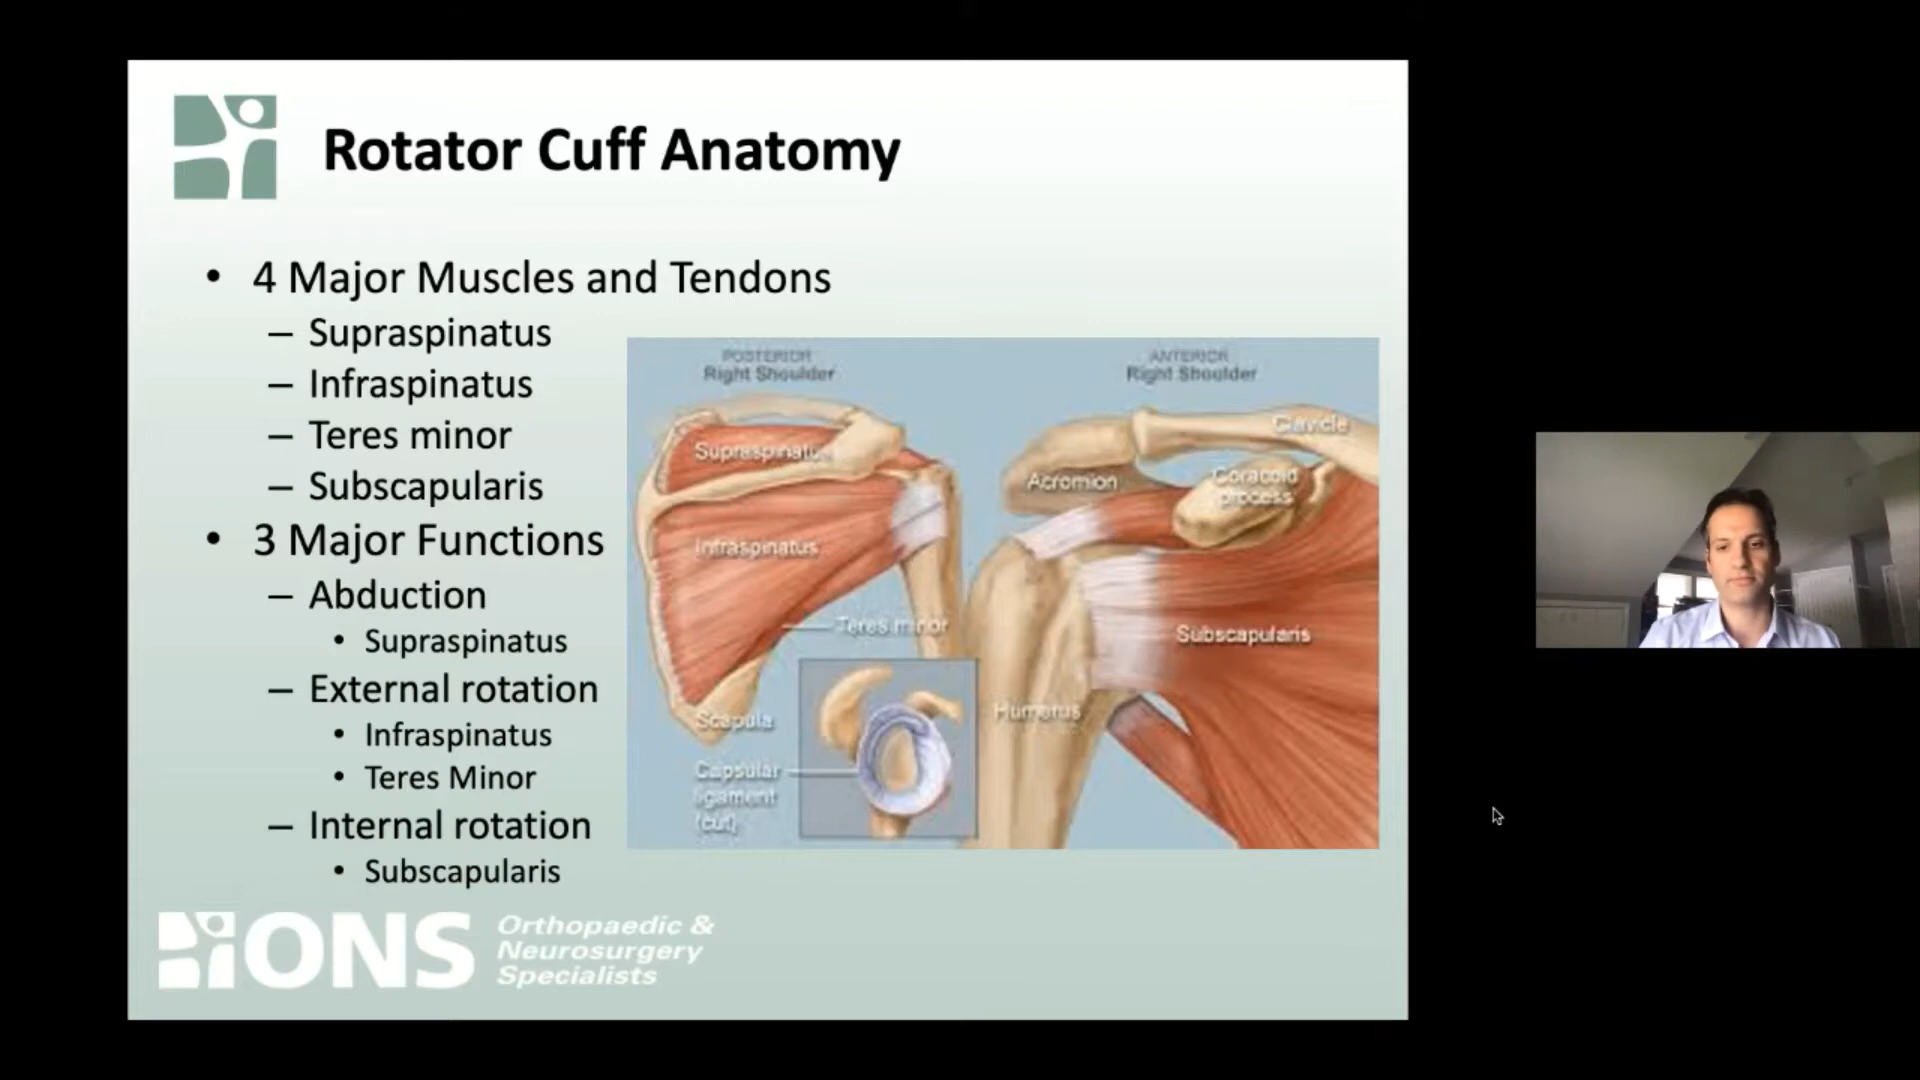 Rotator Cuff Anatomy
• 4 Major Muscles and Tendons
– Supraspinatus
– Infraspinatus
– Teres minor
– Subscapularis
• 3 Major Functions
– Abduction
• Supraspinatus
– External rotation
• Infraspinatus
• Teres Minor
– Internal rotation
• Subscapularis
POSTERIOR
Right Shoulder
Supraspinatus
Infraspinatus
Teres minor
Scapula
Capsular
ligament
(cut)
ANTERIOR
Right Shoulder
Clavicle
Acromion
Coracoid
process
Subscapularis
Humerus
ONS
Orthopaedic &
Neurosurgery
Specialists